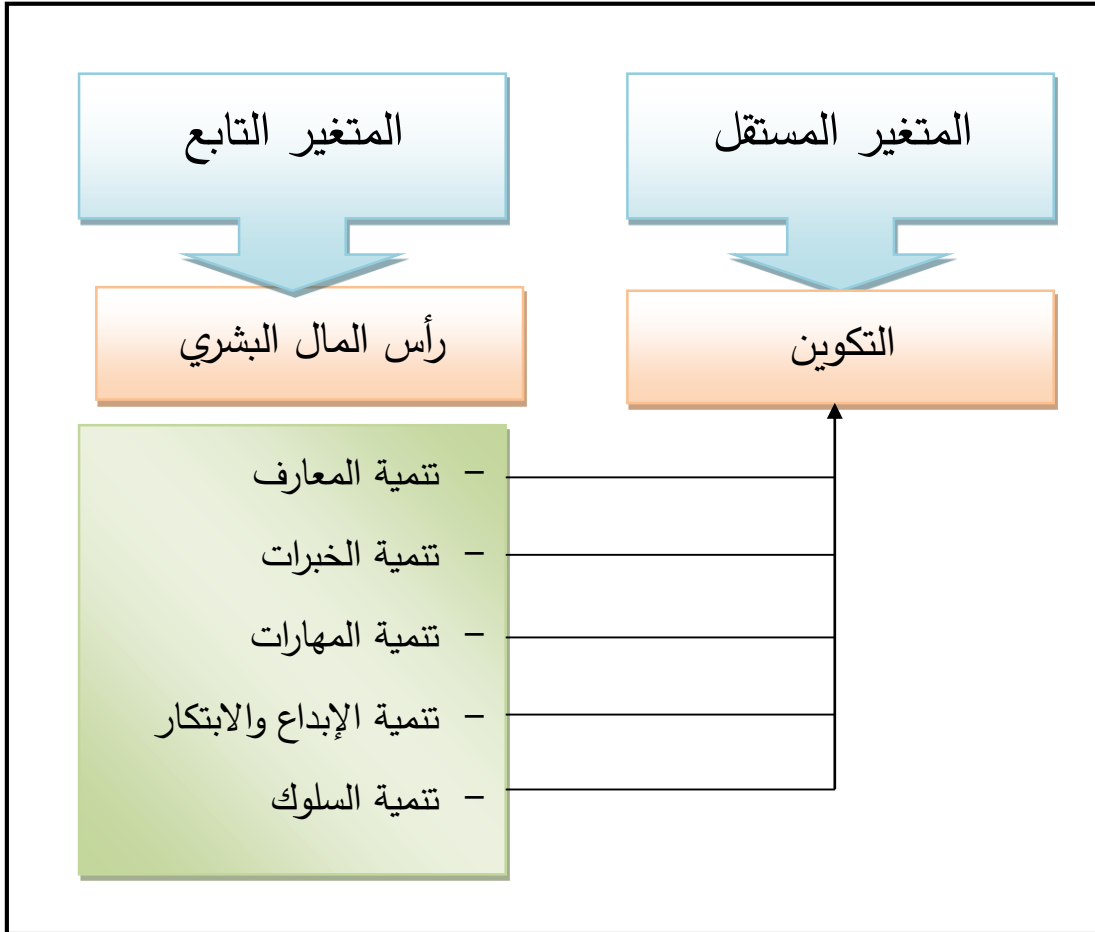 المتغير المستقل
المتغير التابع
التكوين
رأس المال البشري
- تنمية المعارف
- تنمية الخبرات
- تنمية المهارات
- تنمية الإبداع والابتكار
- تنمية السلوك